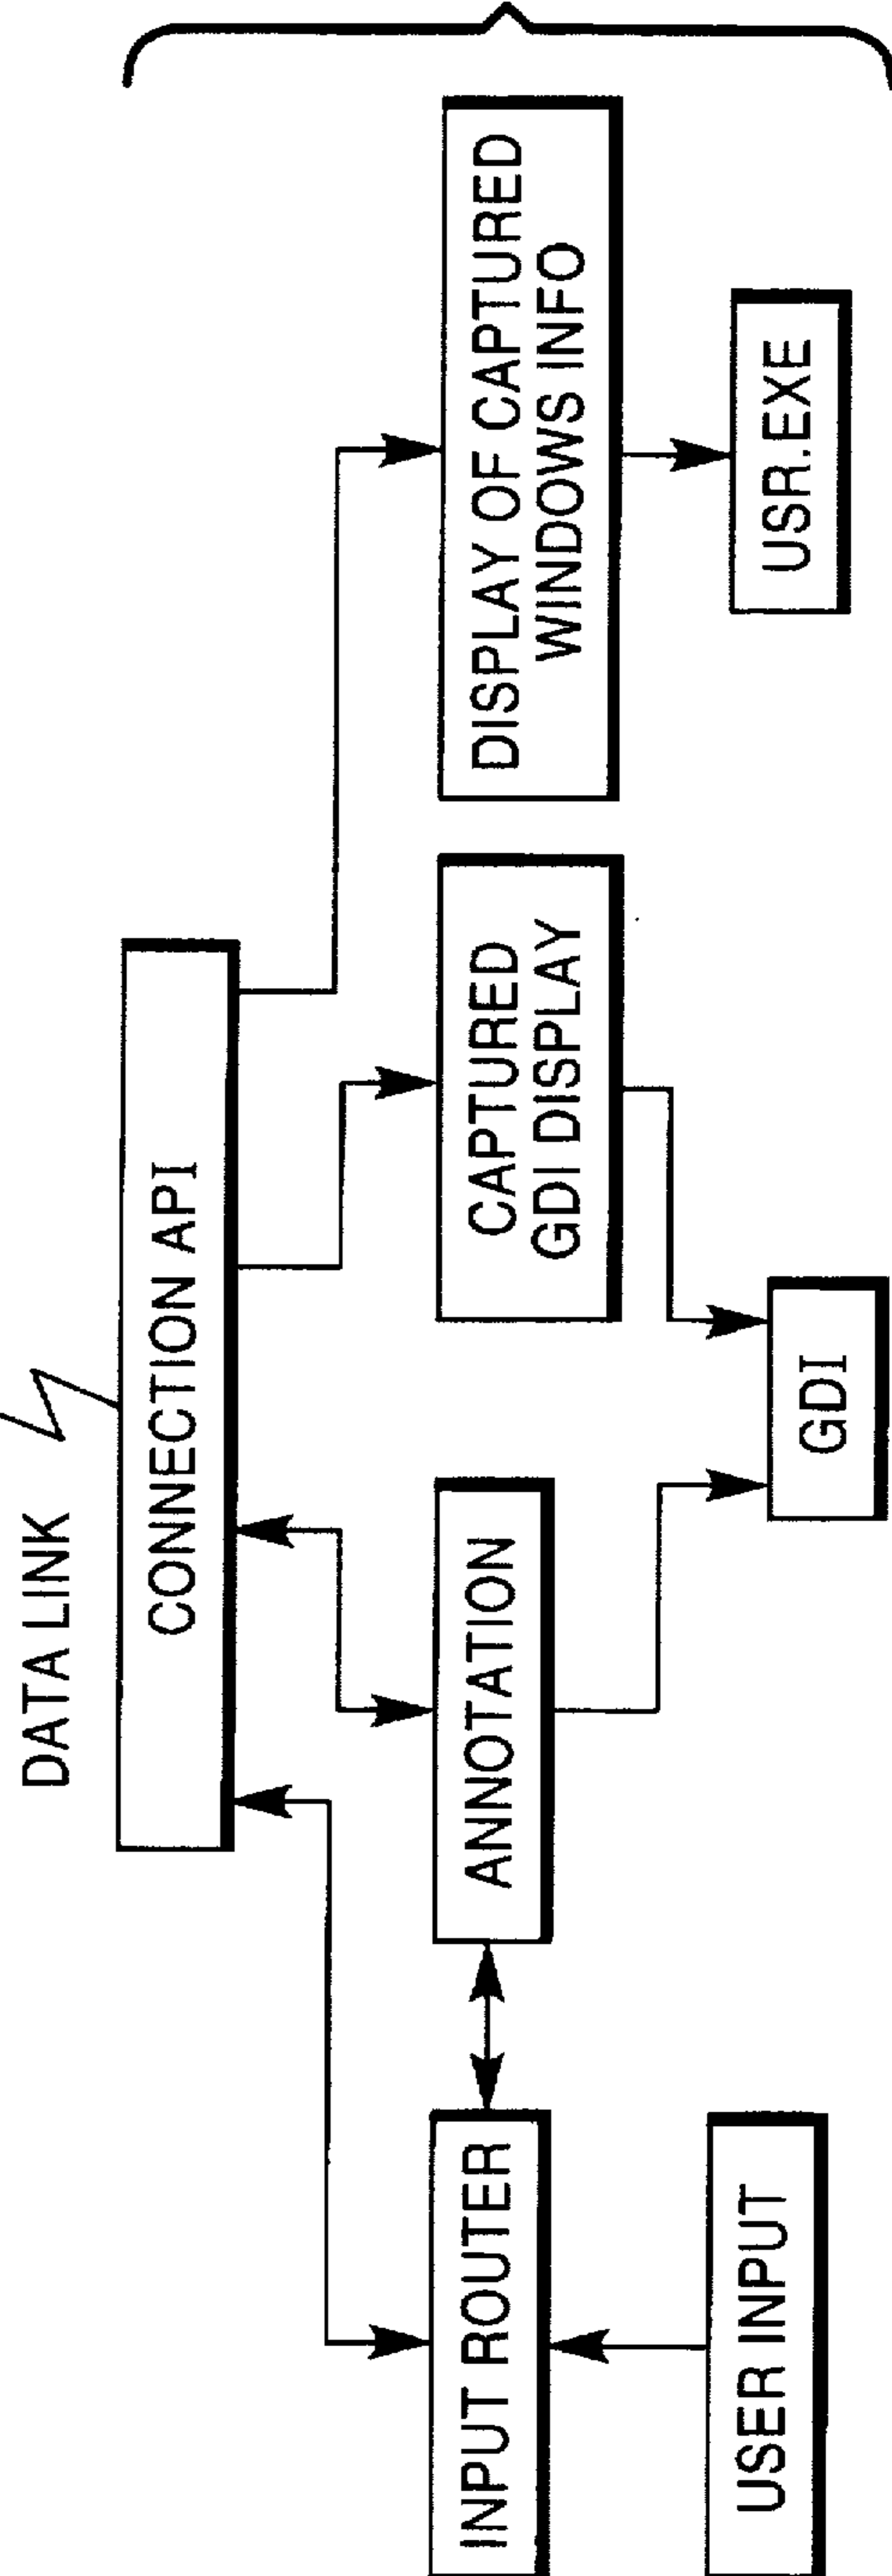 DATA LINK
CONNECTION API
INPUT ROUTER
ANNOTATION
CAPTURED
GDI DISPLAY
DISPLAY OF CAPTURED
WINDOWS INFO
USER INPUT
GDI
USR.EXE